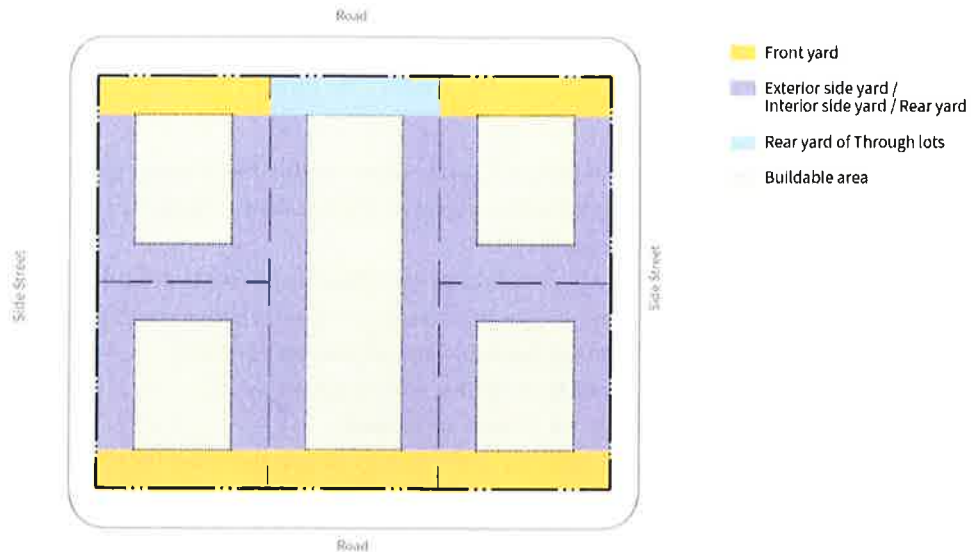 Road
Front yard
Exterior side yard /
Interior side yard / Rear yard
Rear yard of Through lots
Buildable area
Side Street
Side Street
Road